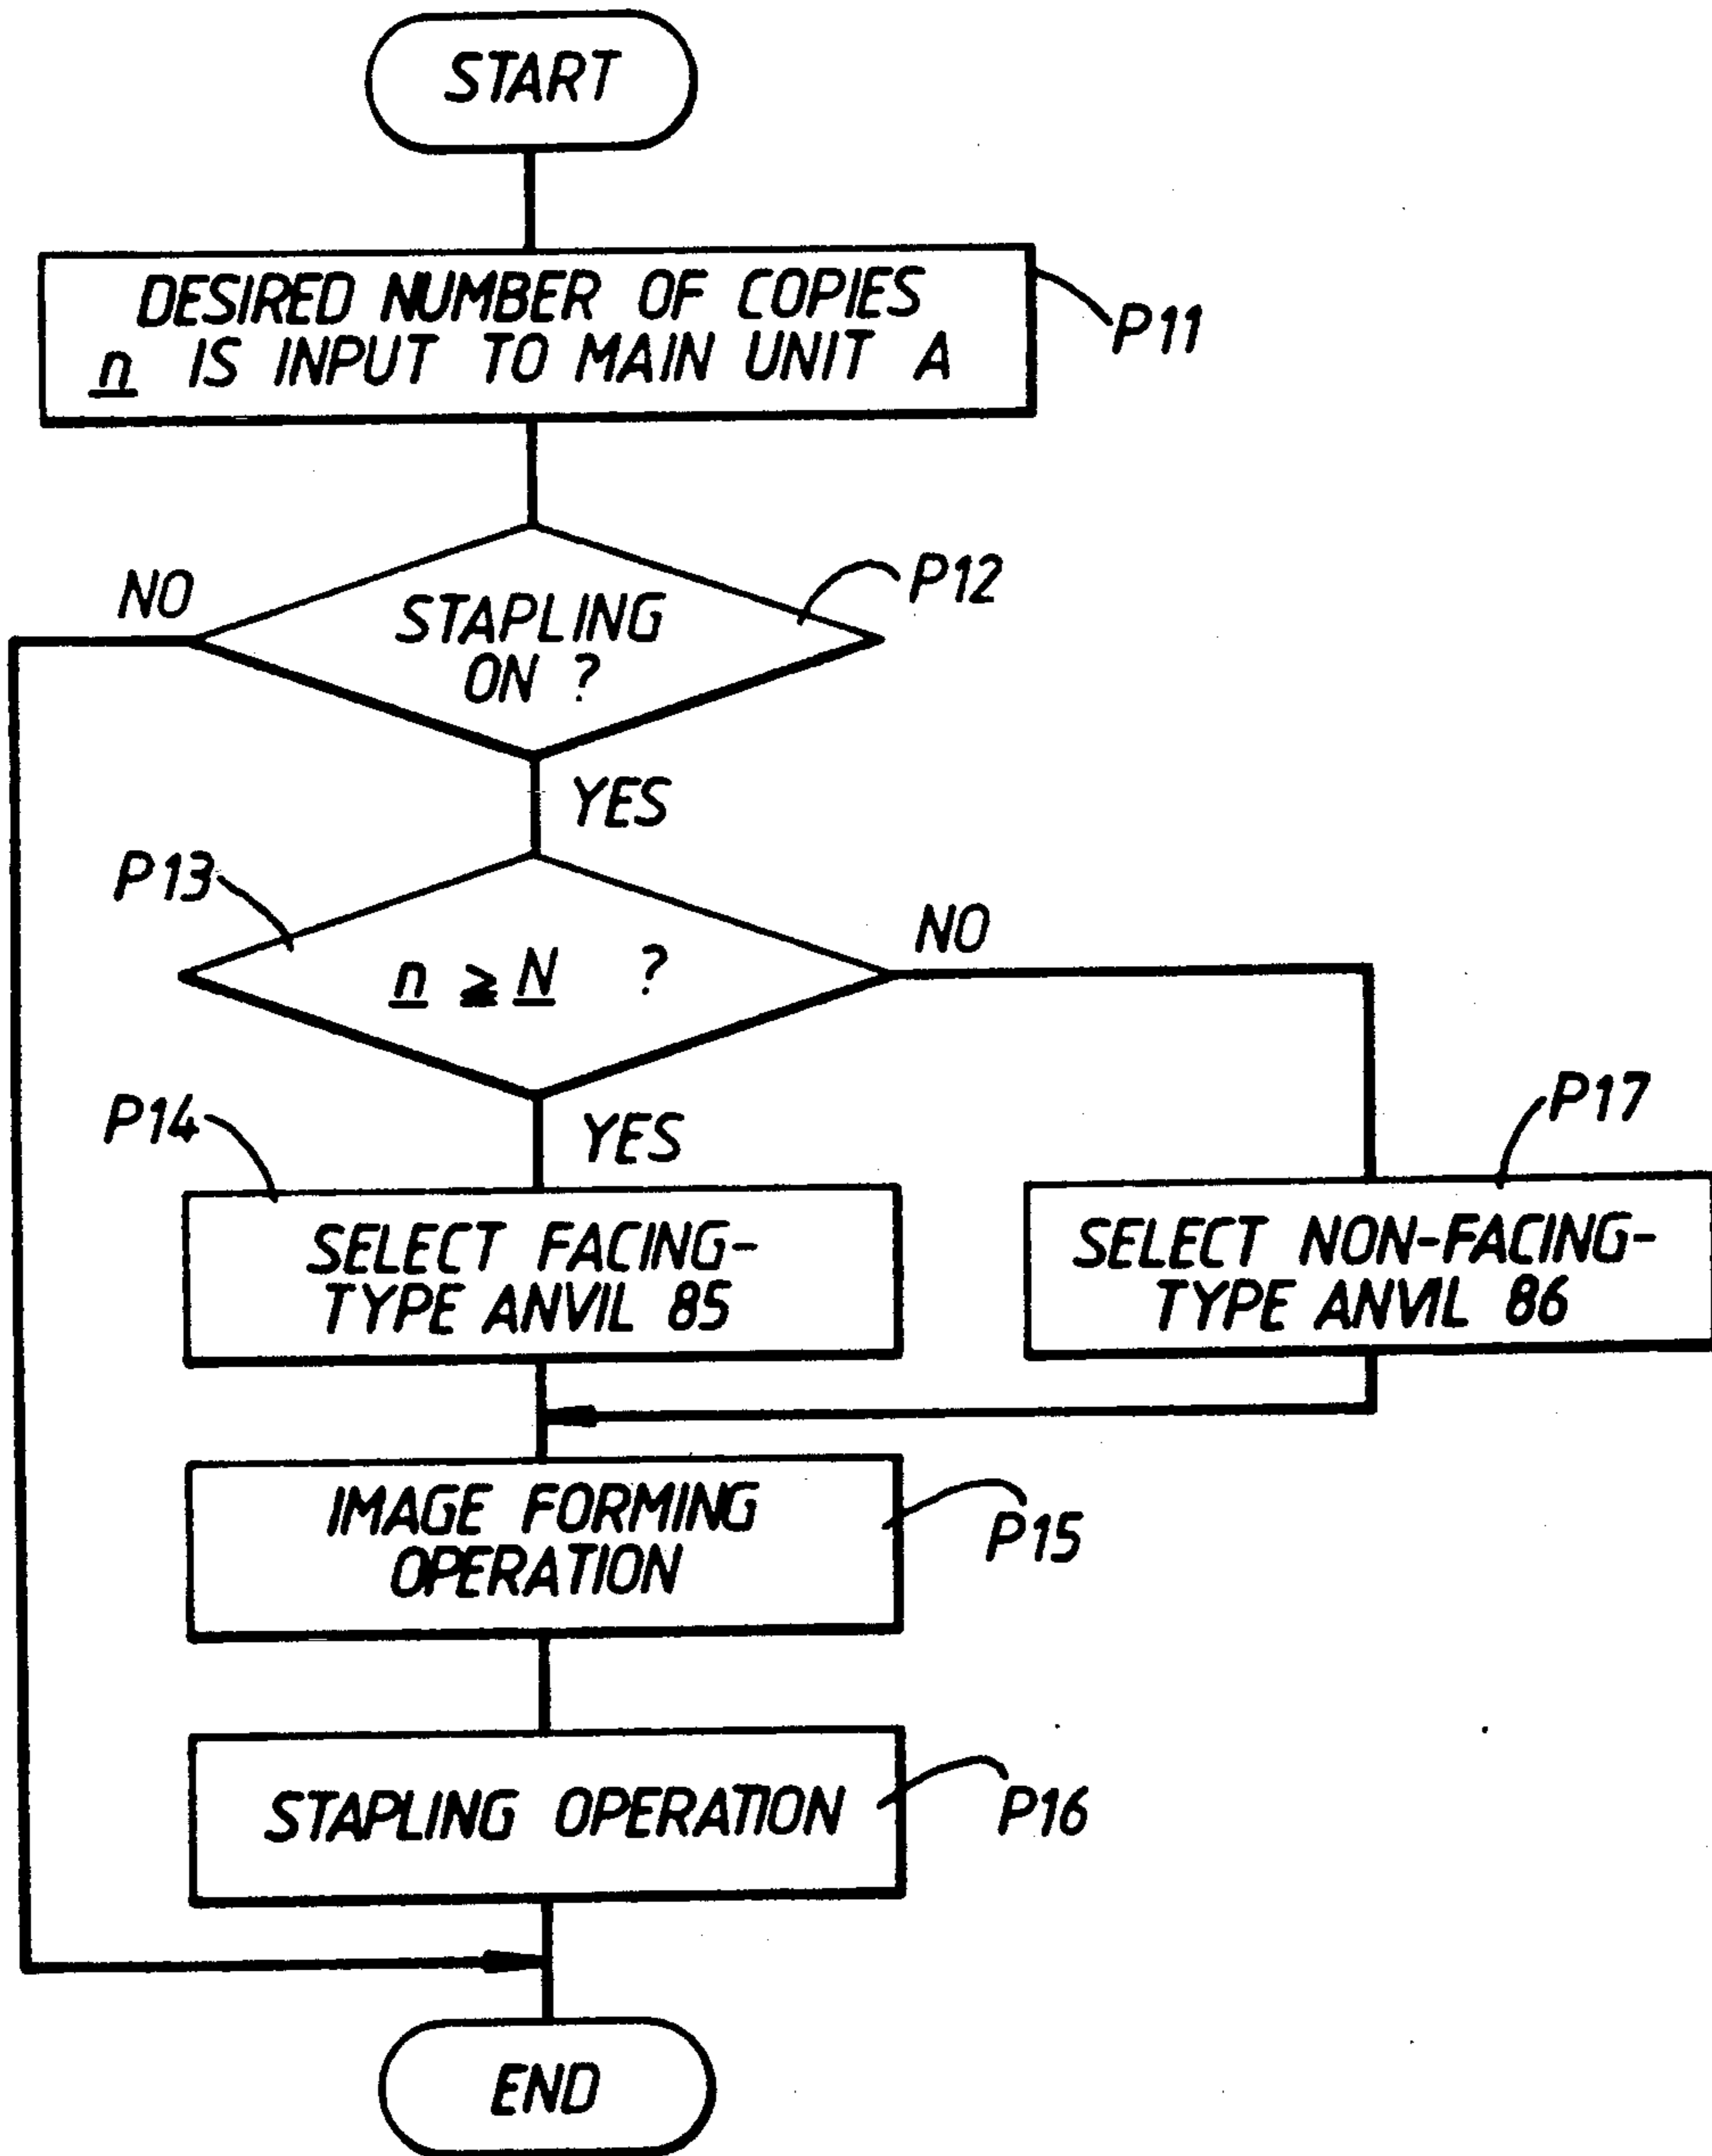 START
DESIRED NUMBER OF COPIES
n IS INPUT TO MAIN UNIT A
P11
NO
STAPLING
ON ?
P12
YES
P13
n ≧ N ?
NO
P14
YES
P17
SELECT FACING-
TYPE ANVIL 85
SELECT NON-FACING-
TYPE ANVIL 86
IMAGE FORMING
OPERATION
P15
STAPLING OPERATION
P16
END